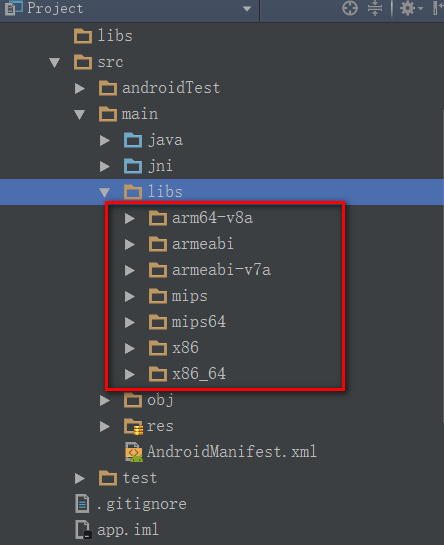 Project
libs
src
androidTest
main
java
jni
libs
arm64-v8a
armeabi
armeabi-v7a
mips
mips64
x86
x86_64
obj
res
AndroidManifest.xml
test
.gitignore
app.iml